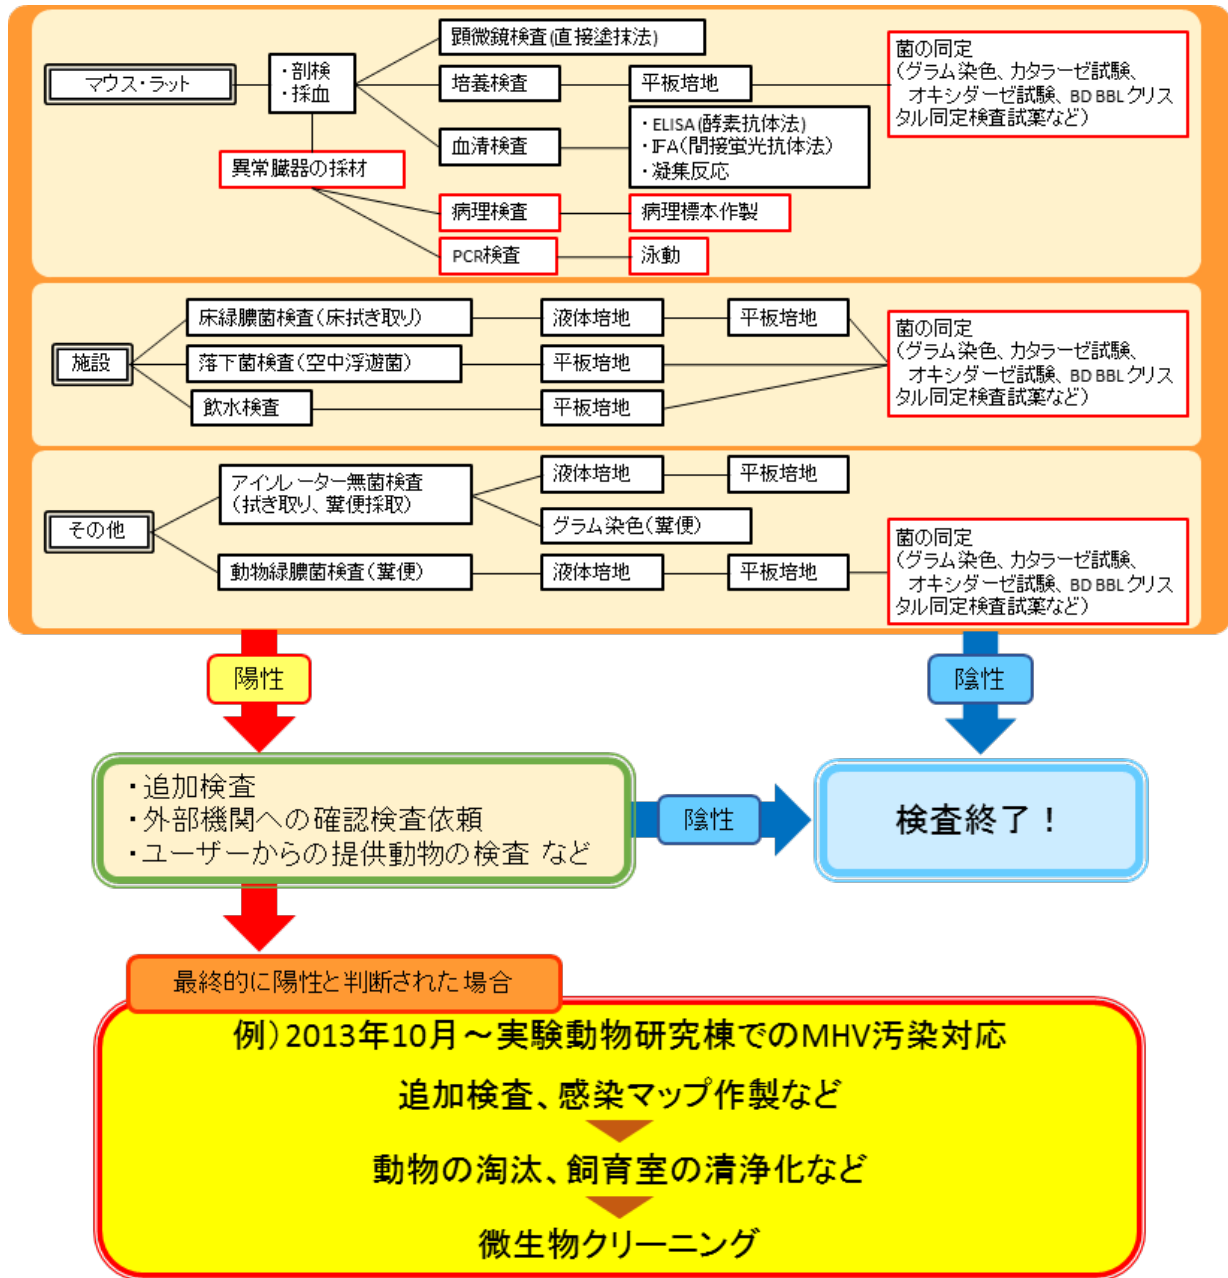 マウス・ラット
・剖検
・採血
顕微鏡検査(直接塗抹法)
培養検査
平板培地
菌の同定
(グラム染色、カタラーゼ試験、
オキシダーゼ試験、BD BBLクリス
タル同定検査試薬など)
血清検査
・ELISA(酵素抗体法)
・IFA(間接蛍光抗体法)
・凝集反応
異常臓器の採材
病理検査
病理標本作製
PCR検査
泳動
施設
床緑膿菌検査(床拭き取り)
液体培地
平板培地
落下菌検査(空中浮遊菌)
平板培地
飲水検査
平板培地
菌の同定
(グラム染色、カタラーゼ試験、
オキシダーゼ試験、BD BBLクリス
タル同定検査試薬など)
その他
アイソレーター無菌検査
(拭き取り、糞便採取)
液体培地
平板培地
グラム染色(糞便)
動物緑膿菌検査(糞便)
液体培地
平板培地
菌の同定
(グラム染色、カタラーゼ試験、
オキシダーゼ試験、BD BBLクリス
タル同定検査試薬など)
陽性
陰性
・追加検査
・外部機関への確認検査依頼
・ユーザーからの提供動物の検査 など
陰性
検査終了！
最終的に陽性と判断された場合
例)2013年10月～実験動物研究棟でのMHV汚染対応
追加検査、感染マップ作製など
動物の淘汰、飼育室の清浄化など
微生物クリーニング